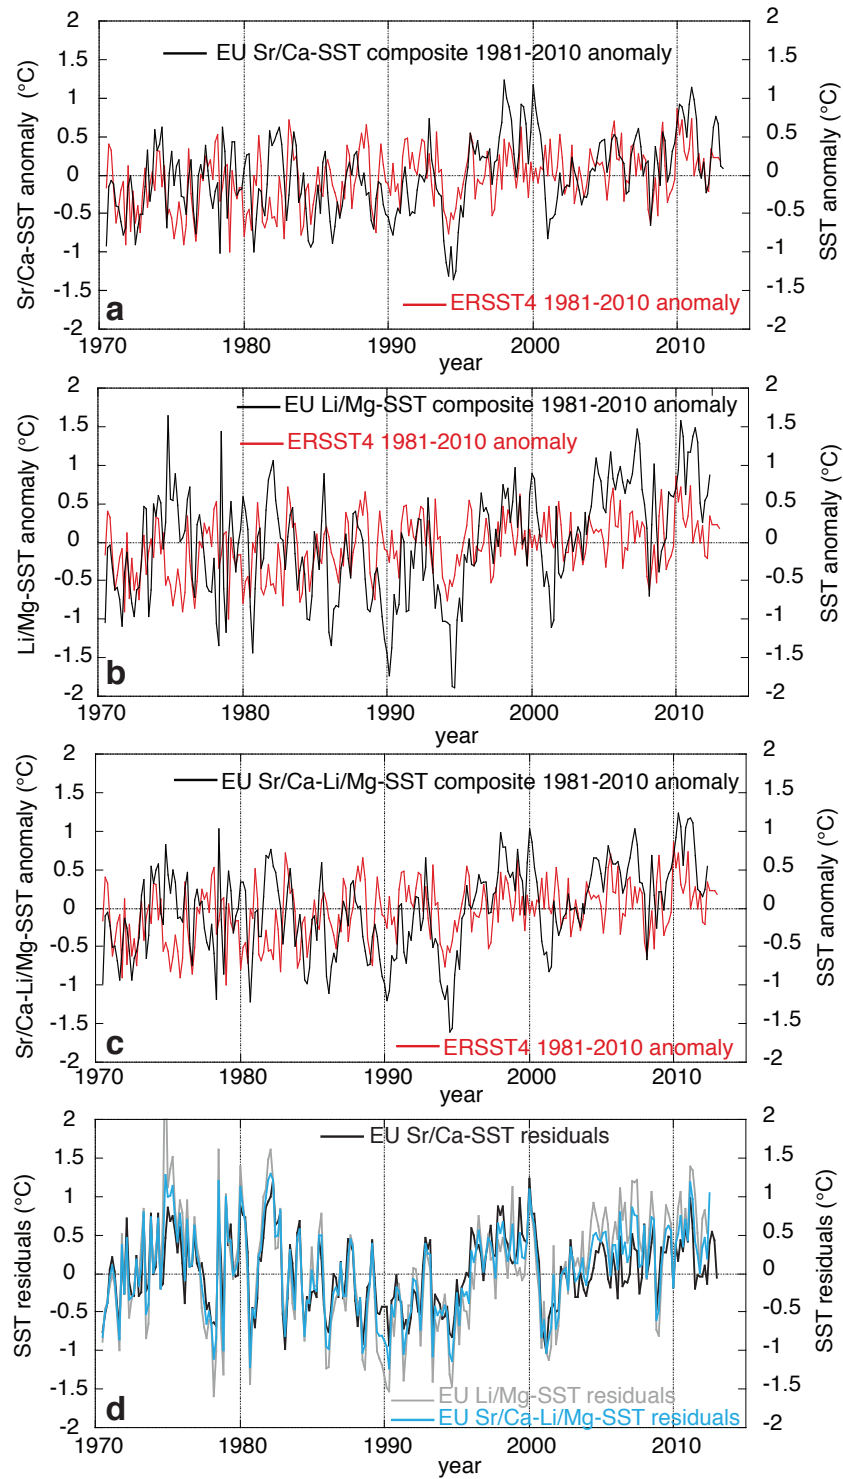 2 2
EU Sr/Ca-SST composite 1981-2010 anomaly
1.5 1.5
1 1
0.5 0.5
0 0
-0.5 -0.5
-1 -1
-1.5 -1.5
-2 -2
Sr/Ca-SST anomaly (°C)
SST anomaly (°C)
a
ERSST4 1981-2010 anomaly
1970 1980 1990 2000 2010
year
2 2
EU Li/Mg-SST composite 1981-2010 anomaly
ERSST4 1981-2010 anomaly
1.5 1.5
1 1
0.5 0.5
0 0
-0.5 -0.5
-1 -1
-1.5 -1.5
-2 -2
Li/Mg-SST anomaly (°C)
SST anomaly (°C)
b
1970 1980 1990 2000 2010
year
2 2
EU Sr/Ca-Li/Mg-SST composite 1981-2010 anomaly
1.5 1.5
1 1
0.5 0.5
0 0
-0.5 -0.5
-1 -1
-1.5 -1.5
-2 -2
Sr/Ca-Li/Mg-SST anomaly (°C)
SST anomaly (°C)
c
ERSST4 1981-2010 anomaly
1970 1980 1990 2000 2010
year
2 2
EU Sr/Ca-SST residuals
1.5 1.5
1 1
0.5 0.5
0 0
-0.5 -0.5
-1 -1
-1.5 -1.5
-2 -2
SST residuals (°C)
SST residuals (°C)
d
EU Li/Mg-SST residuals
EU Sr/Ca-Li/Mg-SST residuals
1970 1980 1990 2000 2010
year